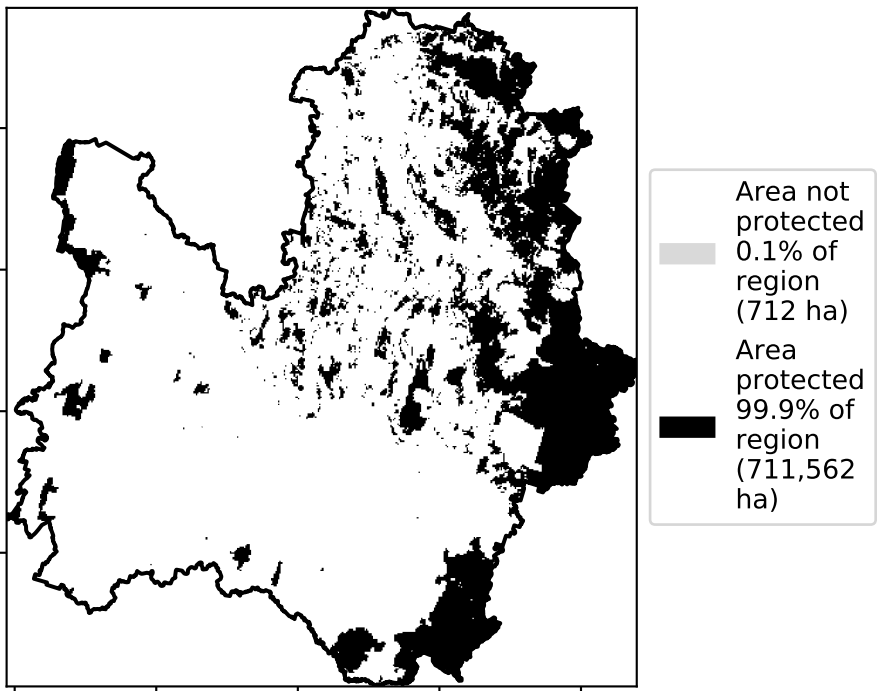 Area not
protected
0.1% of
region
(712 ha)
Area
protected
99.9% of
region
(711,562
ha)